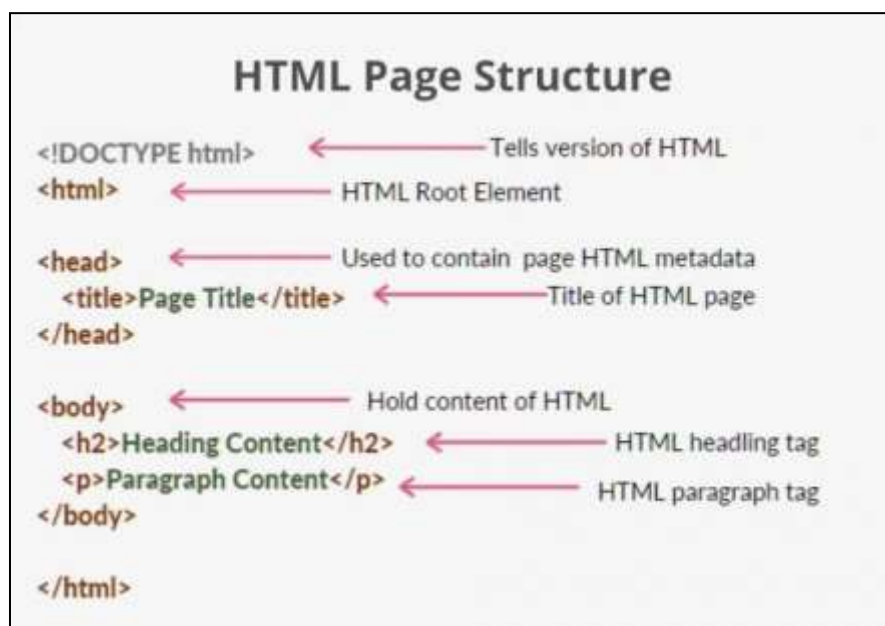 HTML Page Structure
<!DOCTYPE html> Tells version of HTML
<html> HTML Root Element
<head> Used to contain page HTML metadata
<title>Page Title</title> Title of HTML page
</head>
<body> Hold content of HTML
<h2>Heading Content</h2> HTML headling tag
<p>Paragraph Content</p> HTML paragraph tag
</body>
</html>